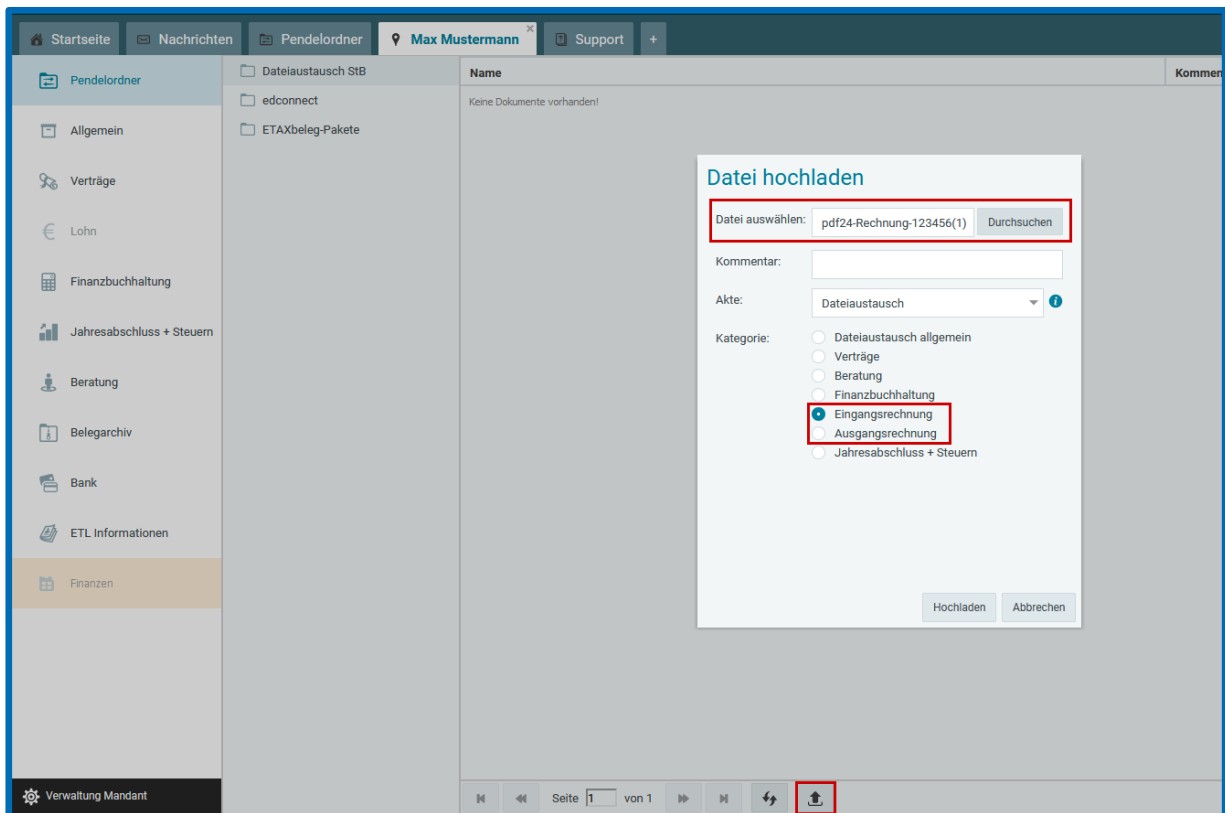 Startseite
Nachrichten
Pendelordner
Max Mustermann
Support
+
Pendelordner
Allgemein
Verträge
Lohn
Finanzbuchhaltung
Jahresabschluss + Steuern
Beratung
Belegarchiv
Bank
ETL Informationen
Finanzen
Verwaltung Mandant
Dateiaustausch StB
edconnect
ETAXbeleg-Pakete
Name
Kommen
Keine Dokumente vorhanden!
Datei hochladen
Datei auswählen: pdf24-Rechnung-123456(1) Durchsuchen
Kommentar:
Akte: Dateiaustausch
Kategorie: Dateiaustausch allgemein
Verträge
Beratung
Finanzbuchhaltung
Eingangsrechnung
Ausgangsrechnung
Jahresabschluss + Steuern
Hochladen Abbrechen
Seite 1 von 1